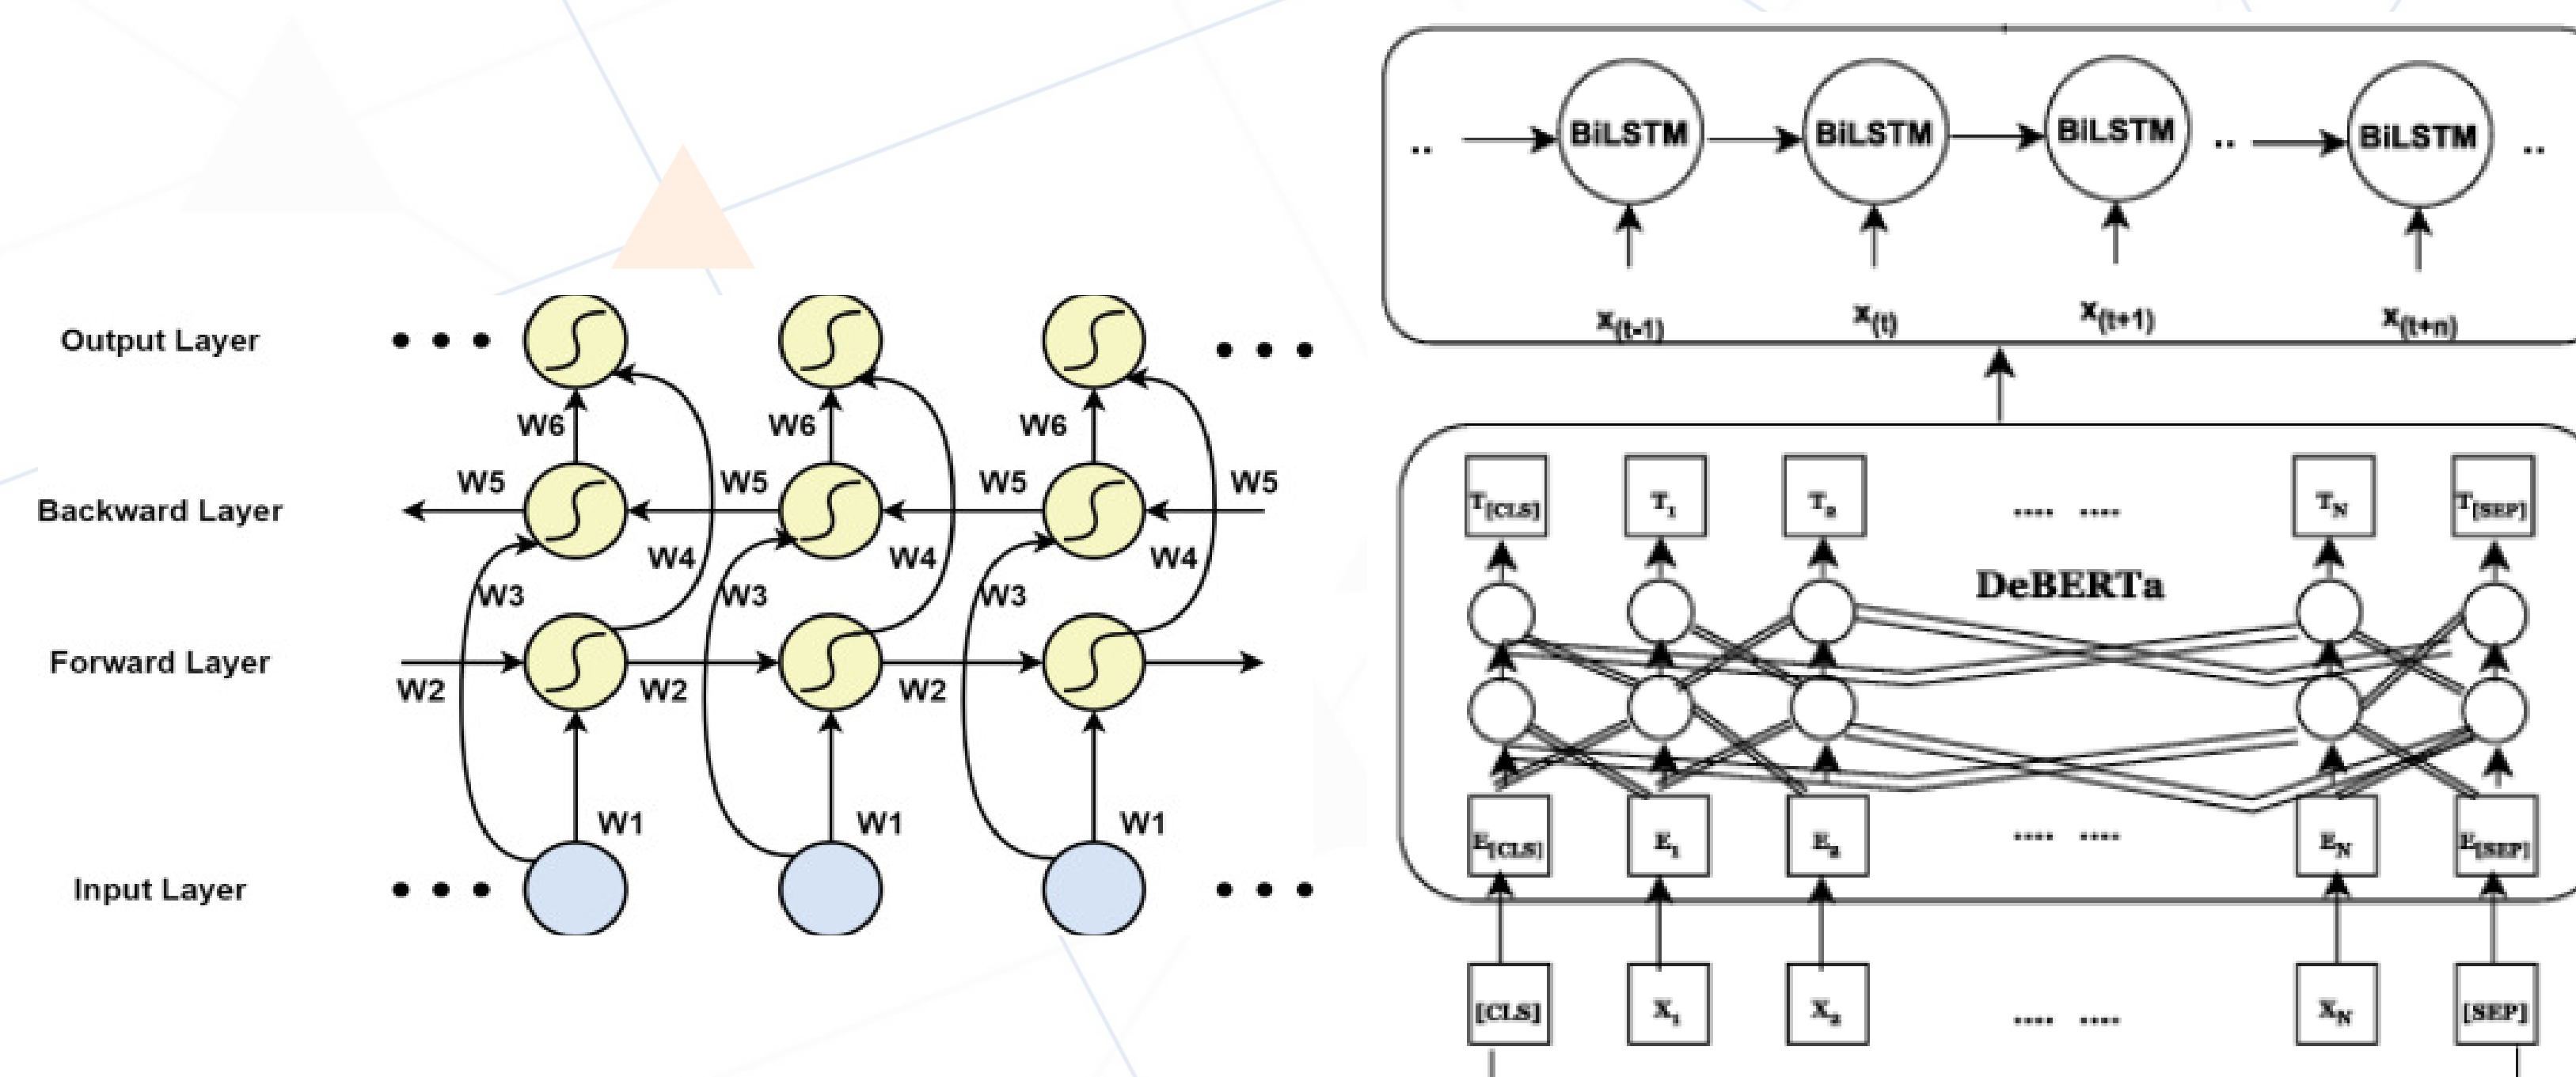 Output Layer
W6 W6 W6
W5 W5 W5 W5
Backward Layer
W4 W4 W4
W3 W3 W3
Forward Layer
W2 W2 W2
W1 W1 W1
Input Layer
.. BiLSTM BiLSTM BiLSTM .. BiLSTM ..
x(t-1) x(t) x(t+1) x(t+n)
T[CLS] T1 T2 .... .... TN T[SEP]
DeBERTa
E[CLS] E1 E2 .... .... EN E[SEP]
[CLS] X1 X2 .... .... XN [SEP]